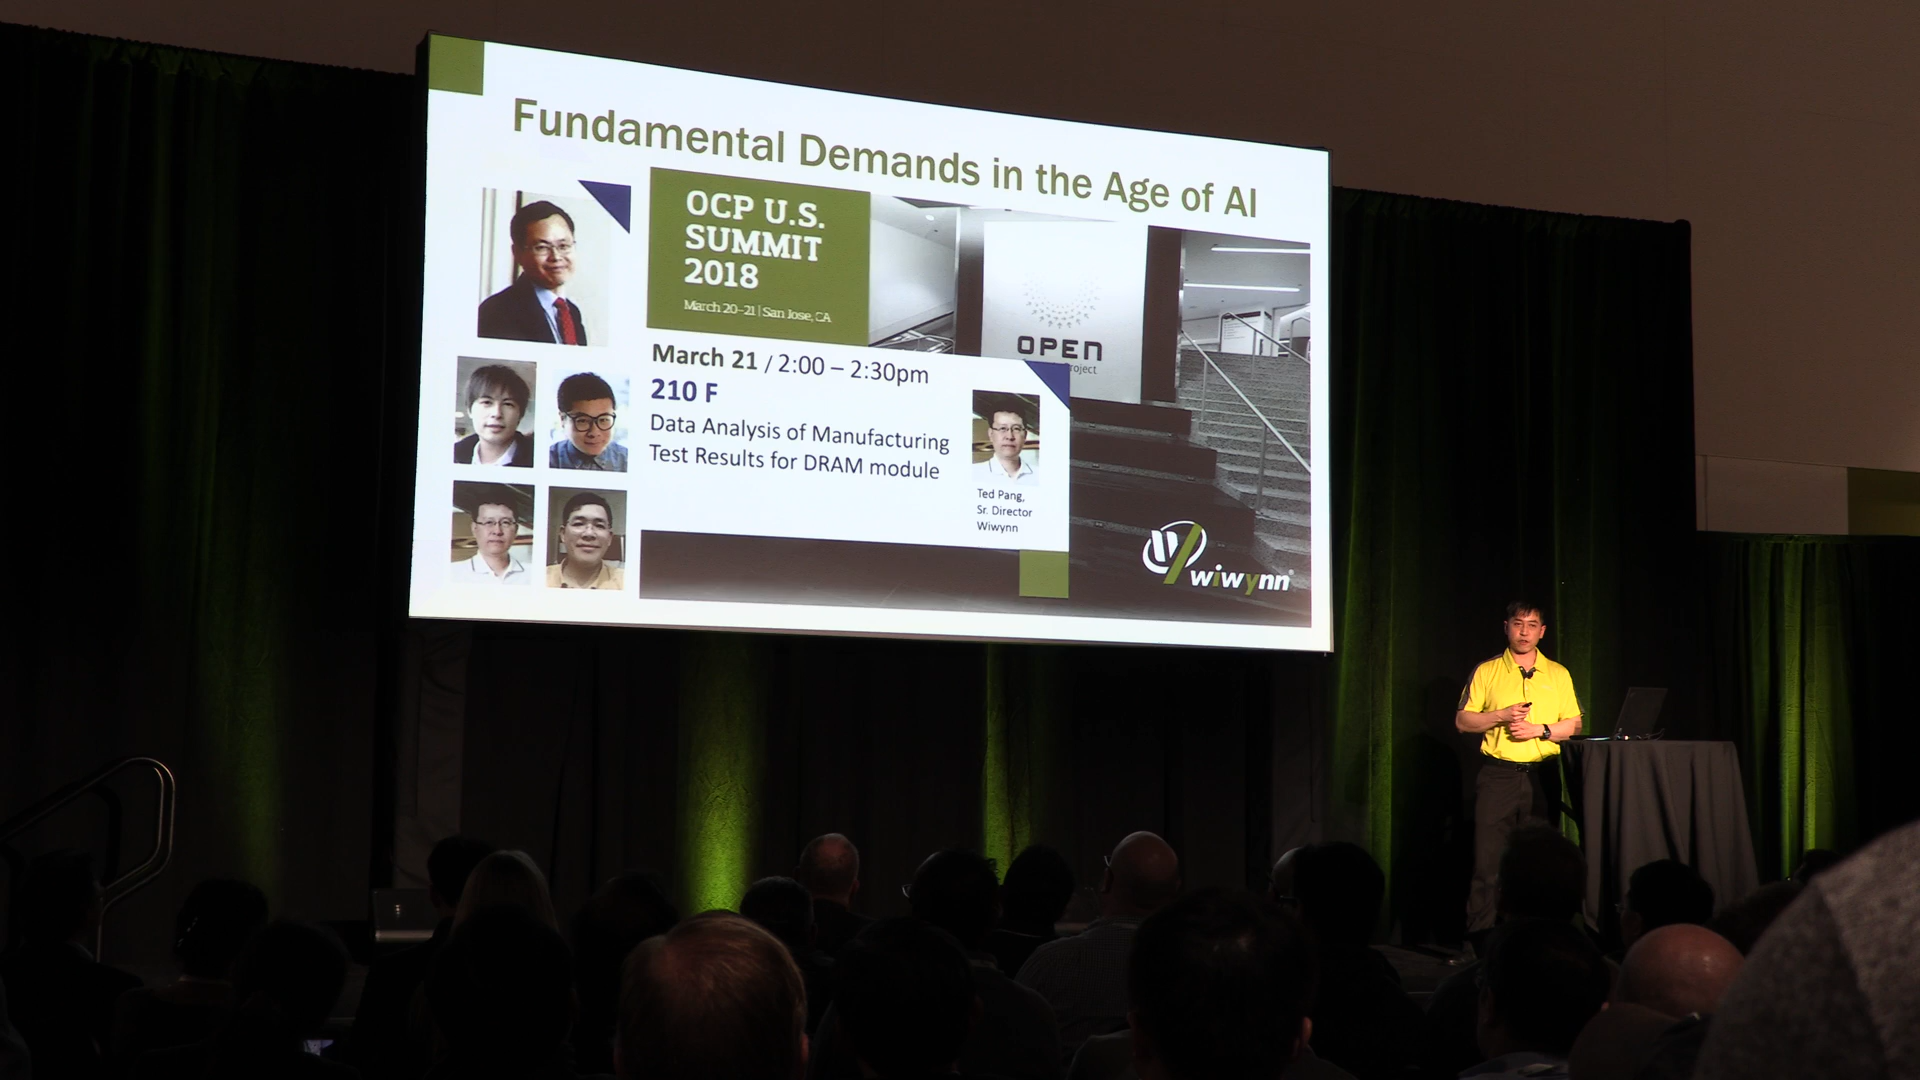 Fundamental Demands in the Age of AI
OCP U.S.
SUMMIT
2018
March 20-21 | San Jose, CA
OPEN
roject
March 21 / 2:00 – 2:30pm
210 F
Data Analysis of Manufacturing
Test Results for DRAM module
Ted Pang,
Sr. Director
Wiwynn
wiwynn®